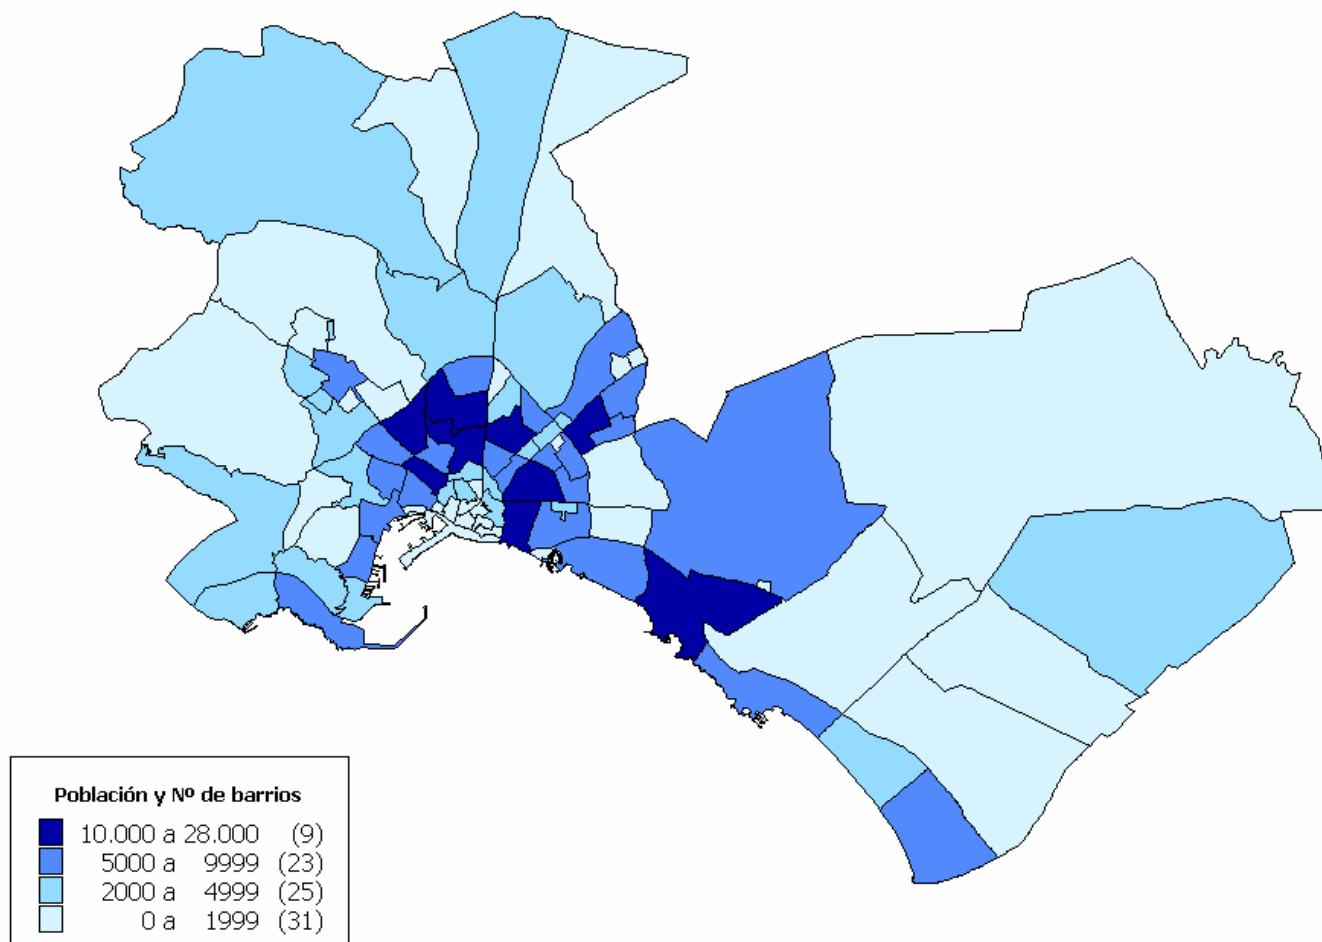 Población y Nº de barrios
10.000 a 28.000 (9)
5000 a 9999 (23)
2000 a 4999 (25)
0 a 1999 (31)